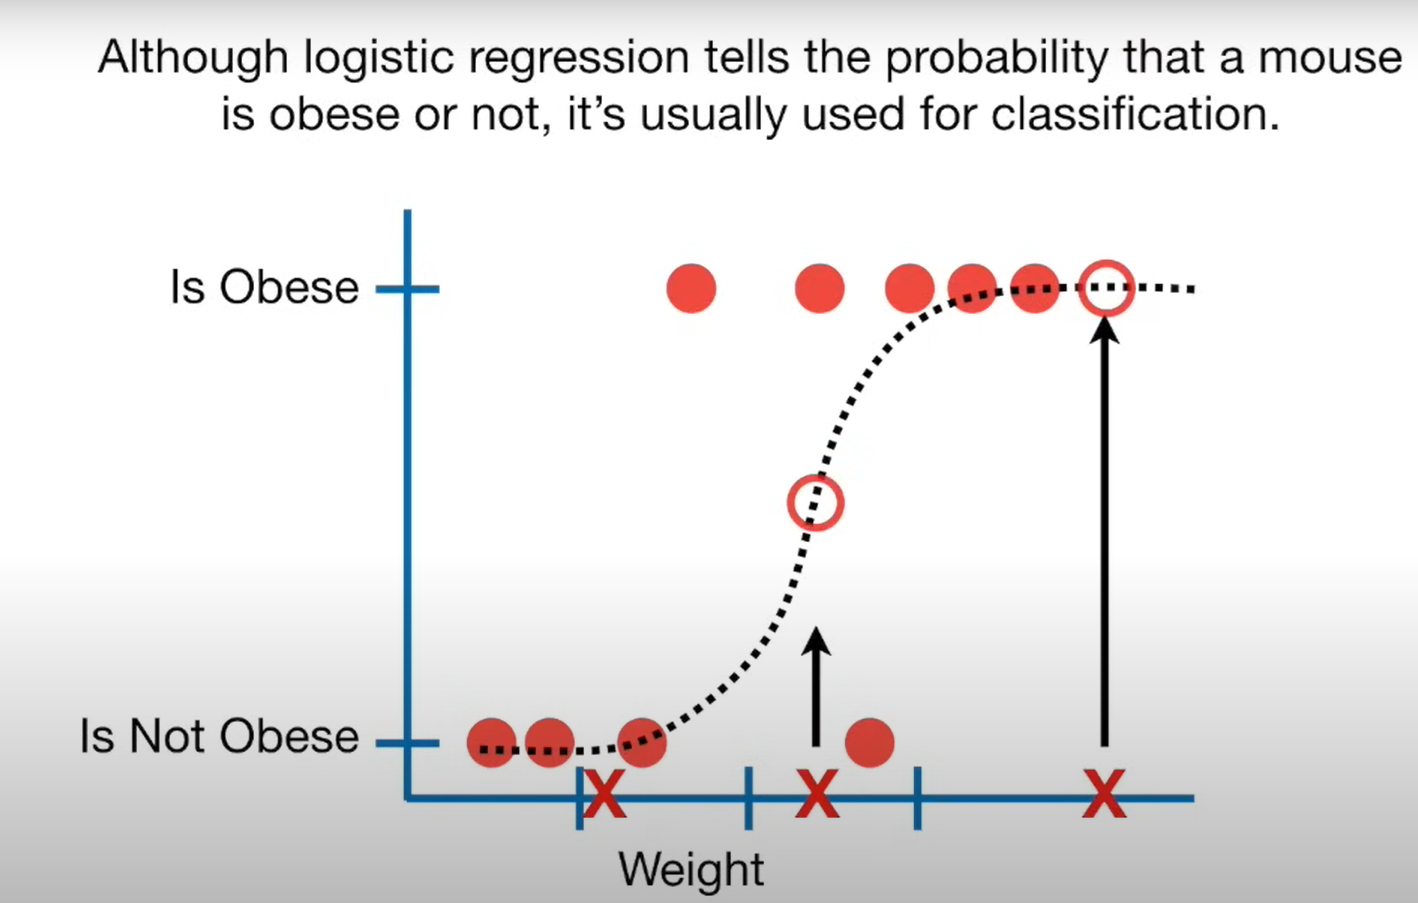 Although logistic regression tells the probability that a mouse
is obese or not, it’s usually used for classification.
Is Obese
Is Not Obese
X X X
Weight